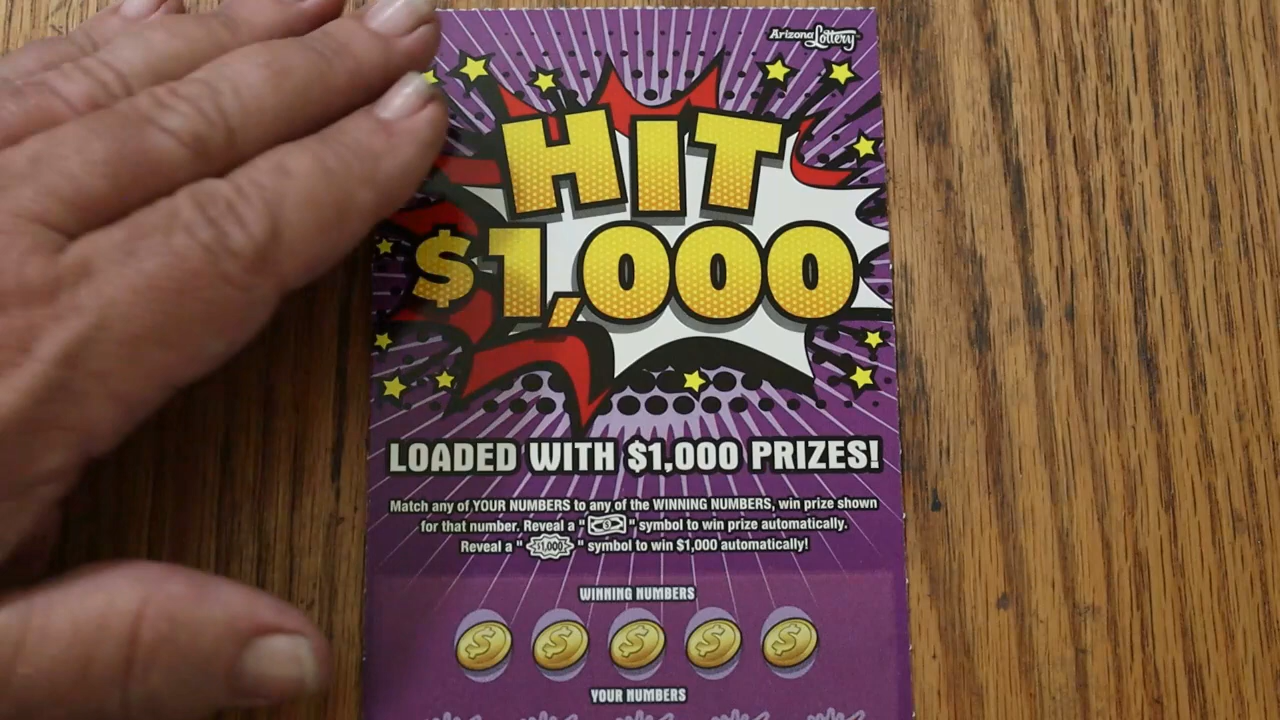 Arizona Lottery
HIT
$1,000
LOADED WITH $1,000 PRIZES!
Match any of YOUR NUMBERS to any of the WINNING NUMBERS, win prize shown
for that number. Reveal a "$" symbol to win prize automatically.
Reveal a "$1,000" symbol to win $1,000 automatically!
WINNING NUMBERS
$ $ $ $ $
YOUR NUMBERS